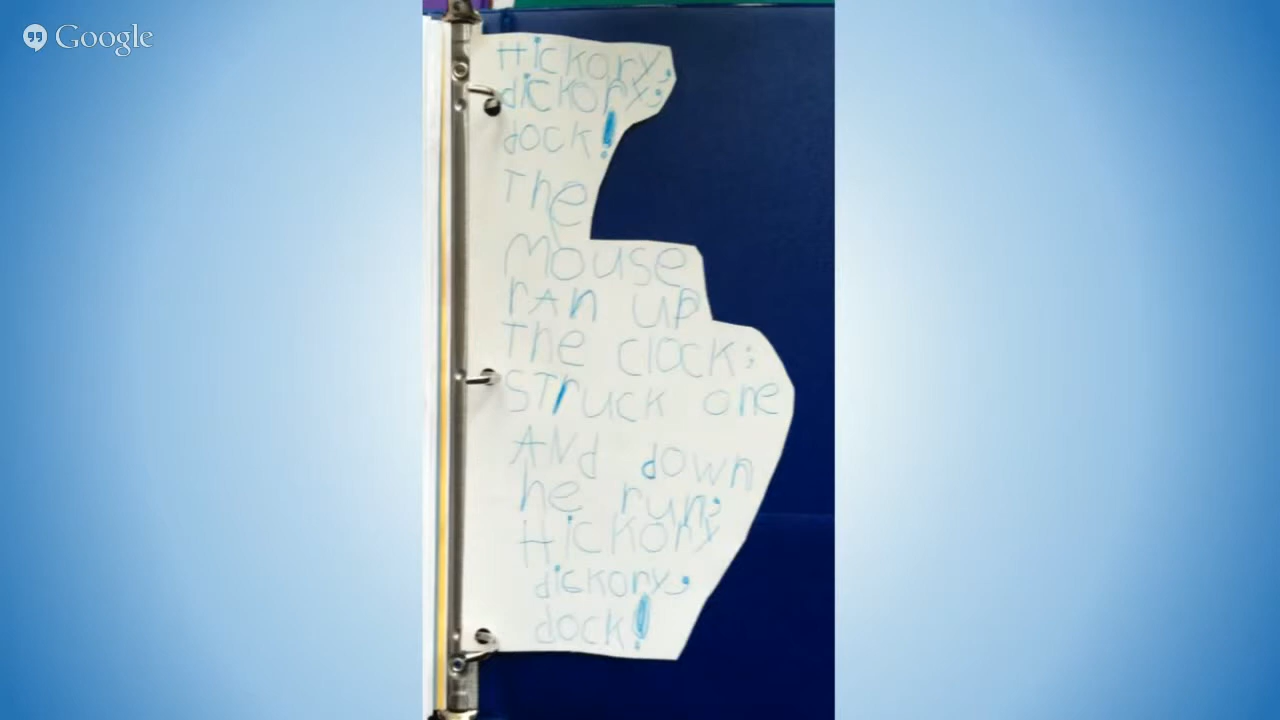 Google
Hickory,
dickory;
dock!
The
Mouse
rAn up
The clock;
STruck one
ANd down
he run;
Hickory
dickory,
dock!